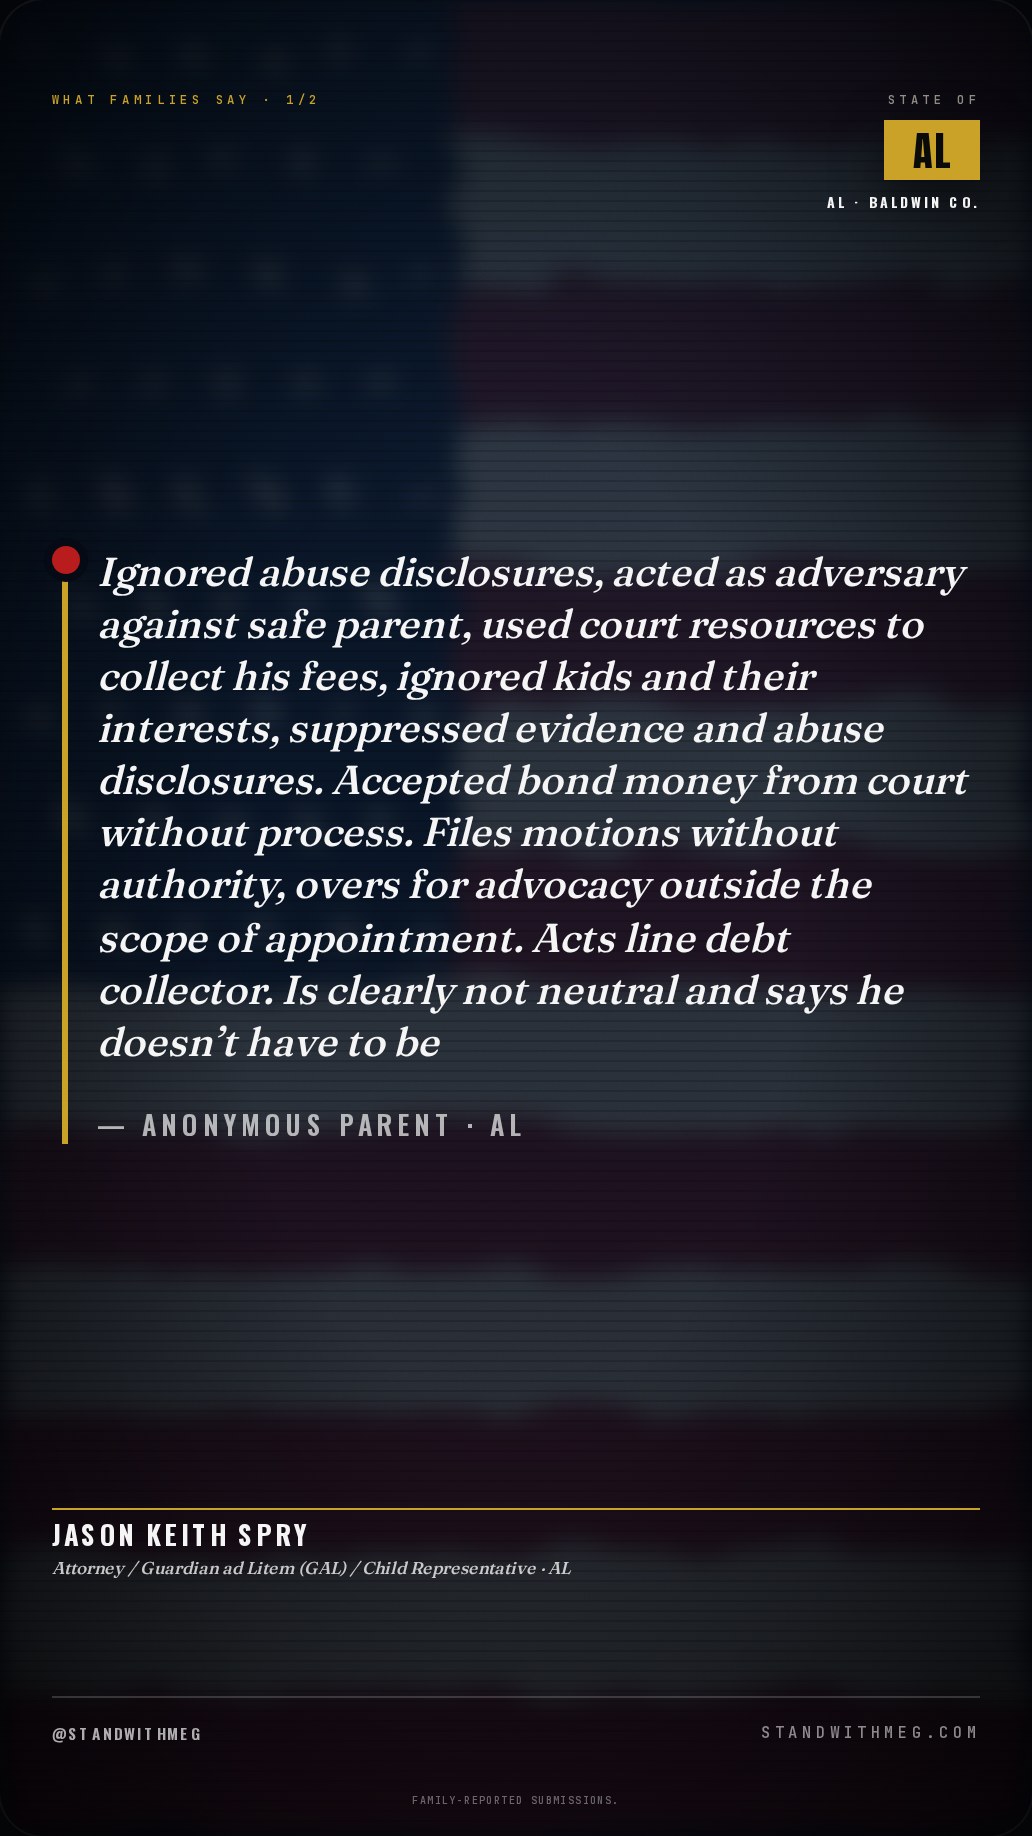 WHAT FAMILIES SAY · 1/2
STATE OF
AL
AL · BALDWIN CO.
Ignored abuse disclosures, acted as adversary
against safe parent, used court resources to
collect his fees, ignored kids and their
interests, suppressed evidence and abuse
disclosures. Accepted bond money from court
without process. Files motions without
authority, overs for advocacy outside the
scope of appointment. Acts line debt
collector. Is clearly not neutral and says he
doesn’t have to be
— ANONYMOUS PARENT · AL
JASON KEITH SPRY
Attorney / Guardian ad Litem (GAL) / Child Representative · AL
@STANDWITHMEG
STANDWITHMEG.COM
FAMILY-REPORTED SUBMISSIONS.